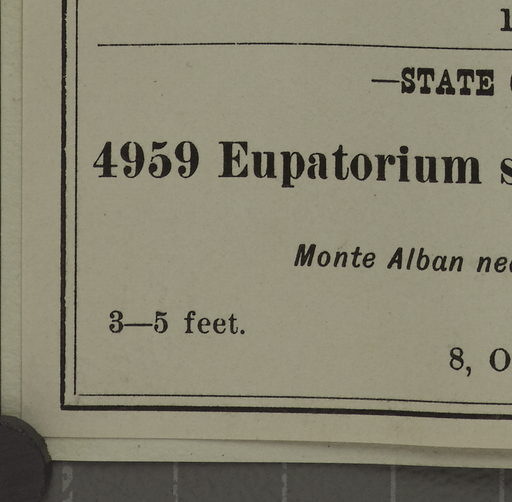 —STATE
4959 Eupatorium
Monte Alban
3—5 feet.
8,